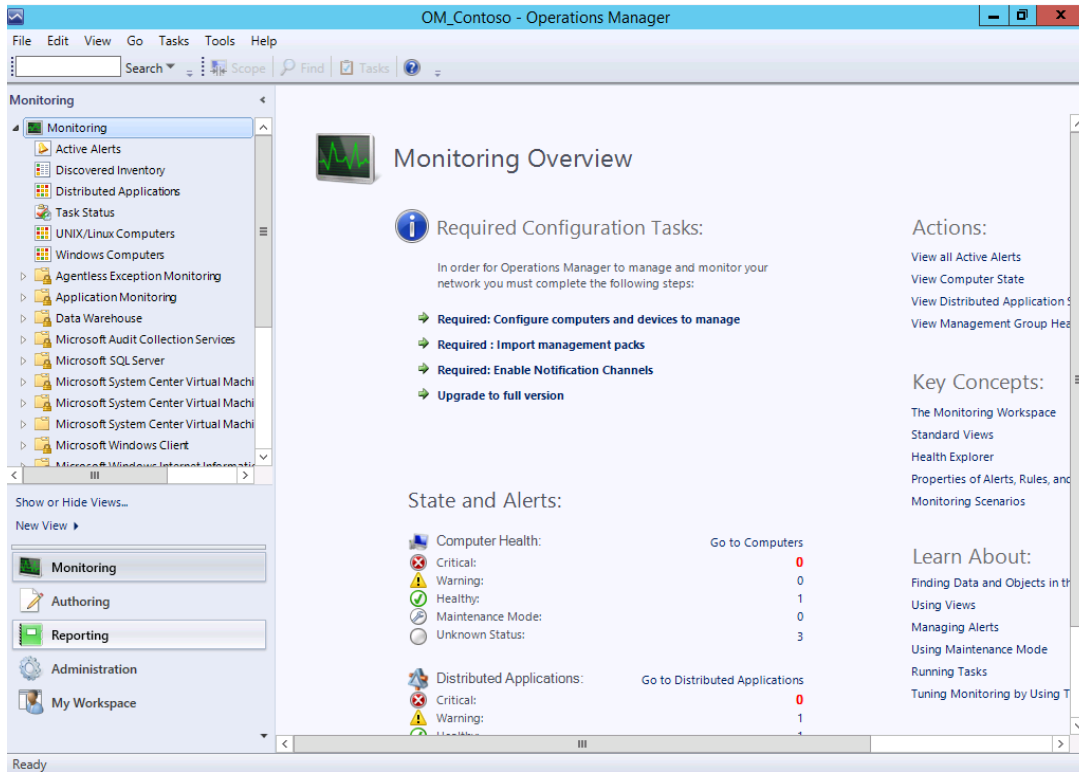 OM_Contoso - Operations Manager
File Edit View Go Tasks Tools Help
Search Scope Find Tasks
Monitoring
Monitoring
Active Alerts
Discovered Inventory
Distributed Applications
Task Status
UNIX/Linux Computers
Windows Computers
Agentless Exception Monitoring
Application Monitoring
Data Warehouse
Microsoft Audit Collection Services
Microsoft SQL Server
Microsoft System Center Virtual Machi
Microsoft System Center Virtual Machi
Microsoft System Center Virtual Machi
Microsoft Windows Client
Microsoft Windows Internet Informatic
Show or Hide Views...
New View
Monitoring
Authoring
Reporting
Administration
My Workspace
Monitoring Overview
Required Configuration Tasks:
In order for Operations Manager to manage and monitor your
network you must complete the following steps:
Required: Configure computers and devices to manage
Required : Import management packs
Required: Enable Notification Channels
Upgrade to full version
State and Alerts:
Computer Health: Go to Computers
Critical: 0
Warning: 0
Healthy: 1
Maintenance Mode: 0
Unknown Status: 3
Distributed Applications: Go to Distributed Applications
Critical: 0
Warning: 1
Healthy: 1
Actions:
View all Active Alerts
View Computer State
View Distributed Application S
View Management Group Hea
Key Concepts:
The Monitoring Workspace
Standard Views
Health Explorer
Properties of Alerts, Rules, and
Monitoring Scenarios
Learn About:
Finding Data and Objects in th
Using Views
Managing Alerts
Using Maintenance Mode
Running Tasks
Tuning Monitoring by Using T
Ready